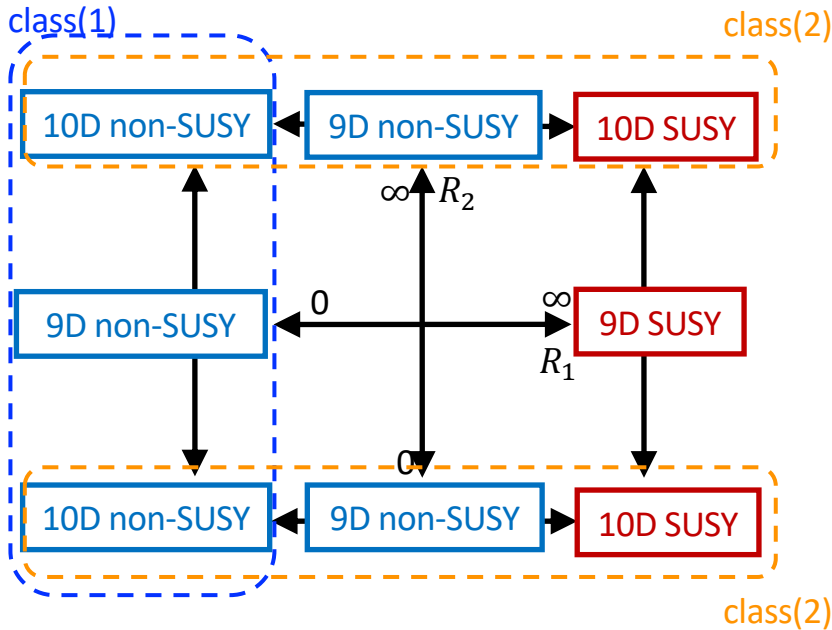 class(1)
class(2)
10D non-SUSY
9D non-SUSY
10D SUSY
∞ R₂
0
∞
9D non-SUSY
9D SUSY
R₁
0
10D non-SUSY
9D non-SUSY
10D SUSY
class(2)